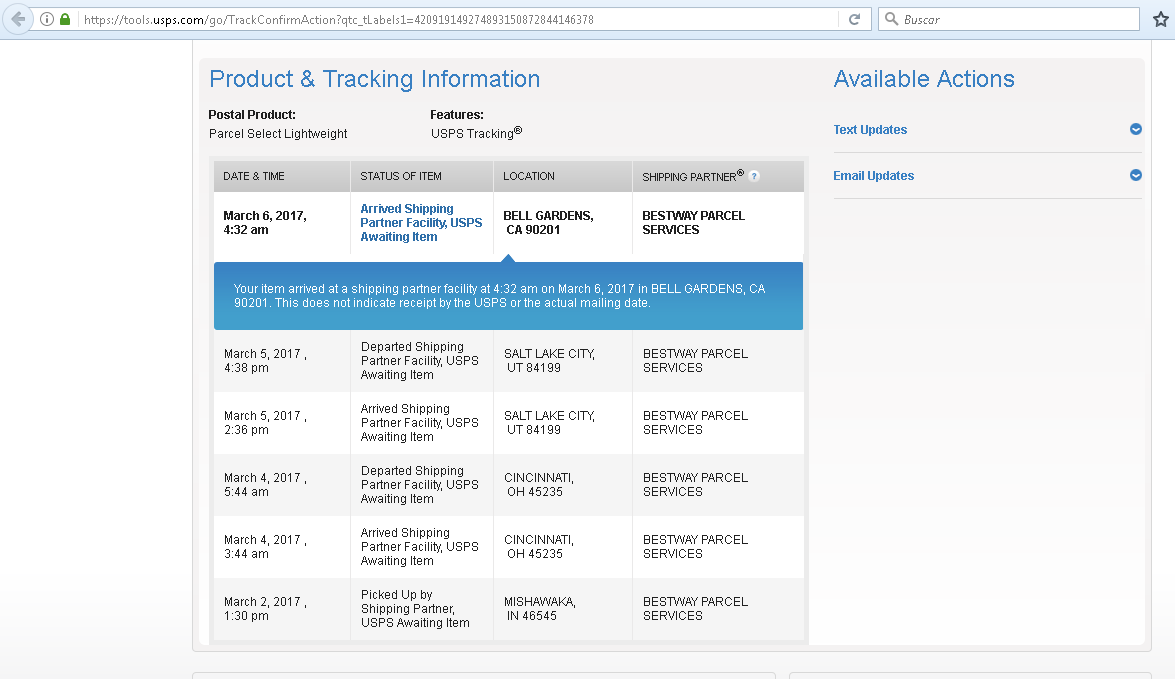 https://tools.usps.com/go/TrackConfirmAction?qtc_tLabels1=420919149274893150872844146378
Buscar
Product & Tracking Information
Available Actions
Postal Product:
Features:
Parcel Select Lightweight
USPS Tracking®
Text Updates
Email Updates
DATE & TIME
STATUS OF ITEM
LOCATION
SHIPPING PARTNER® ?
March 6, 2017,
4:32 am
Arrived Shipping
Partner Facility, USPS
Awaiting Item
BELL GARDENS,
CA 90201
BESTWAY PARCEL
SERVICES
Your item arrived at a shipping partner facility at 4:32 am on March 6, 2017 in BELL GARDENS, CA
90201. This does not indicate receipt by the USPS or the actual mailing date.
March 5, 2017 ,
4:38 pm
Departed Shipping
Partner Facility, USPS
Awaiting Item
SALT LAKE CITY,
UT 84199
BESTWAY PARCEL
SERVICES
March 5, 2017 ,
2:36 pm
Arrived Shipping
Partner Facility, USPS
Awaiting Item
SALT LAKE CITY,
UT 84199
BESTWAY PARCEL
SERVICES
March 4, 2017 ,
5:44 am
Departed Shipping
Partner Facility, USPS
Awaiting Item
CINCINNATI,
OH 45235
BESTWAY PARCEL
SERVICES
March 4, 2017 ,
3:44 am
Arrived Shipping
Partner Facility, USPS
Awaiting Item
CINCINNATI,
OH 45235
BESTWAY PARCEL
SERVICES
March 2, 2017 ,
1:30 pm
Picked Up by
Shipping Partner,
USPS Awaiting Item
MISHAWAKA,
IN 46545
BESTWAY PARCEL
SERVICES